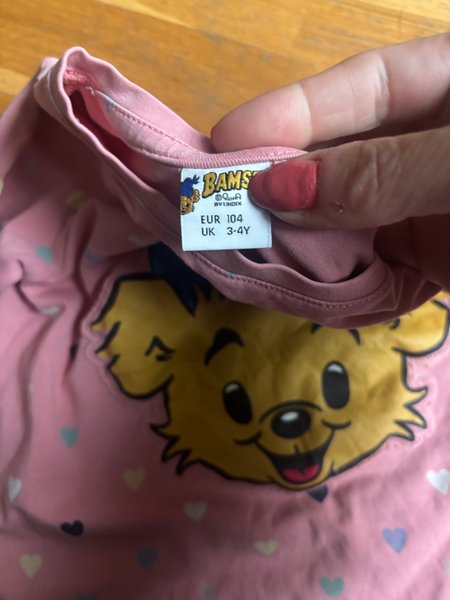 BAMS
BY LINDEX
EUR 104
UK 3-4Y